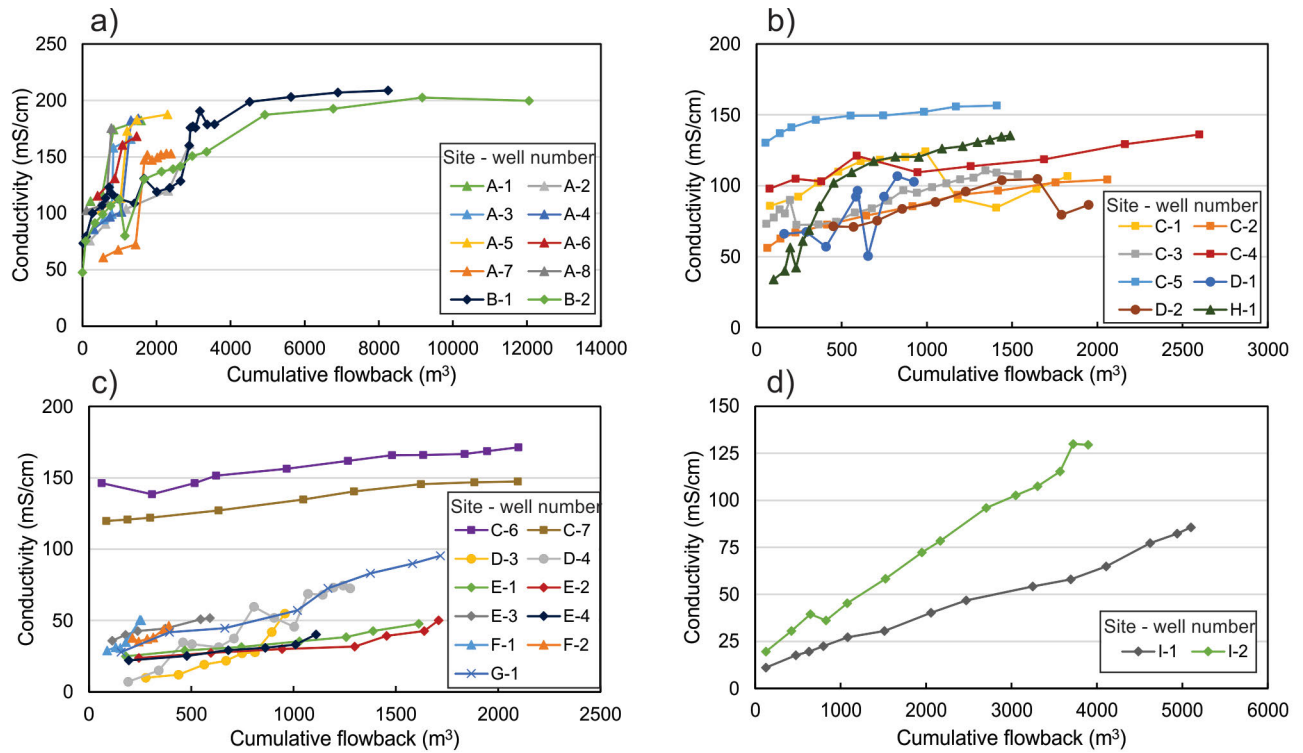 a)
250
200
150
100
50
0
Conductivity (mS/cm)
Site - well number
A-1 A-2
A-3 A-4
A-5 A-6
A-7 A-8
B-1 B-2
0 2000 4000 6000 8000 10000 12000 14000
Cumulative flowback (m³)
b)
200
150
100
50
0
Conductivity (mS/cm)
Site - well number
C-1 C-2
C-3 C-4
C-5 D-1
D-2 H-1
0 500 1000 1500 2000 2500 3000
Cumulative flowback (m³)
c)
200
150
100
50
0
Conductivity (mS/cm)
Site - well number
C-6 C-7
D-3 D-4
E-1 E-2
E-3 E-4
F-1 F-2
G-1
0 500 1000 1500 2000 2500
Cumulative flowback (m³)
d)
150
125
100
75
50
25
0
Conductivity (mS/cm)
Site - well number
I-1 I-2
0 1000 2000 3000 4000 5000 6000
Cumulative flowback (m³)